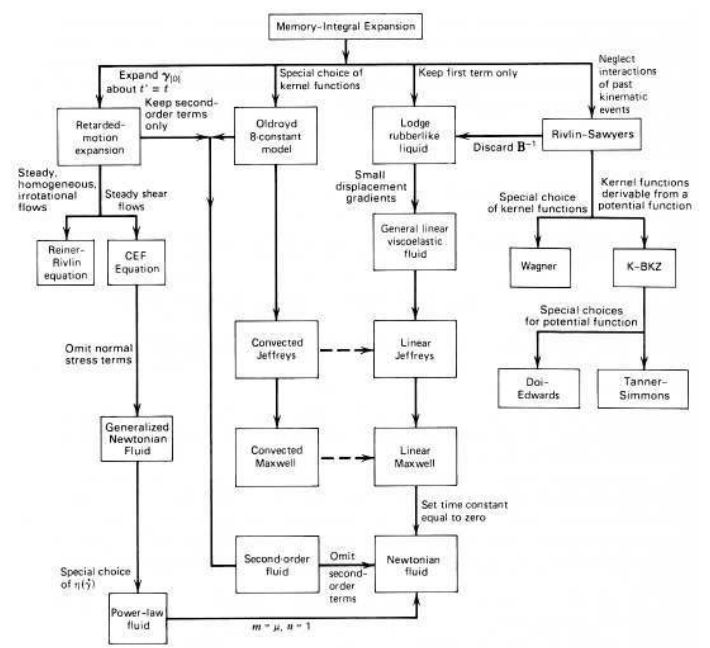 Memory-Integral Expansion
Expand γ[0]
about t' = t
Special choice of
kernel functions
Keep first term only
Neglect
interactions
of past
kinematic
events
Keep second-
order terms
only
Retarded-
motion
expansion
Oldroyd
8-constant
model
Lodge
rubberlike
liquid
Discard B⁻¹
Rivlin-Sawyers
Steady,
homogeneous,
irrotational
flows
Steady shear
flows
Small
displacement
gradients
Special choice
of kernel functions
Kernel functions
derivable from a
potential function
Reiner-
Rivlin
equation
CEF
Equation
General linear
viscoelastic
fluid
Wagner
K-BKZ
Special choices
for potential function
Omit normal
stress terms
Convected
Jeffreys
Linear
Jeffreys
Doi-
Edwards
Tanner-
Simmons
Generalized
Newtonian
Fluid
Convected
Maxwell
Linear
Maxwell
Set time constant
equal to zero
Second-order
fluid
Omit
second-
order
terms
Newtonian
fluid
Special choice
of η(γ̇)
Power-law
fluid
m = μ, n = 1